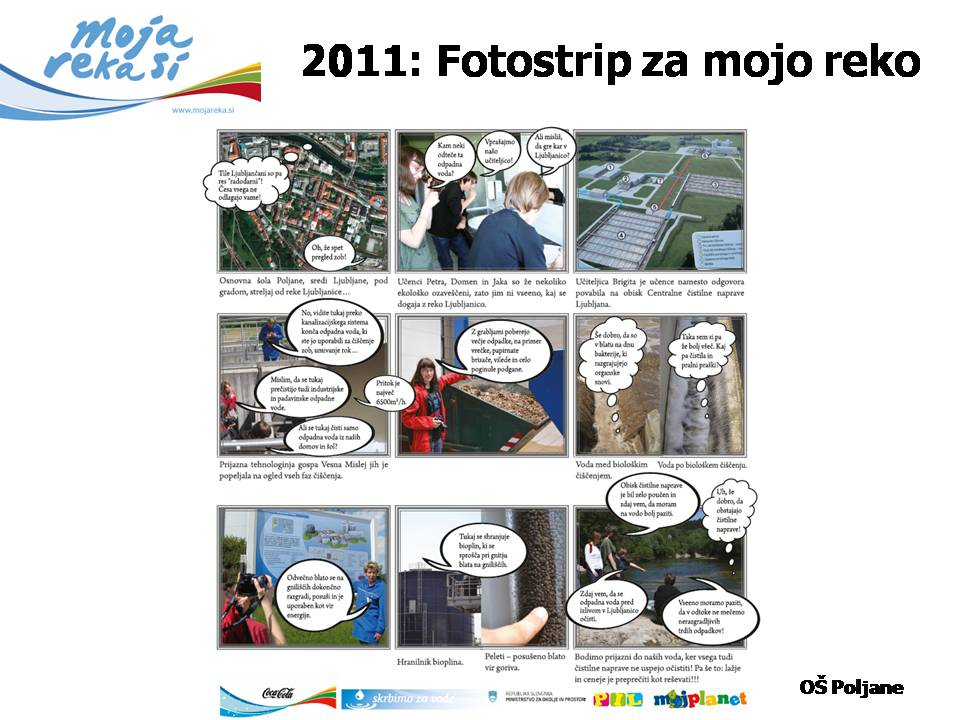 moja
reka si
www.mojareka.si
2011: Fotostrip za mojo reko
Tile Ljubljančani so pa
res "radodarni"!
Česa vsega ne
odlagajo vame!
Oh, že spet
pregled zob!
Kam neki
odteče ta
odpadna
voda?
Vprašajmo
našo
učiteljico!
Ali misliš,
da gre kar v
Ljubljanico?
Osnovna šola Poljane, sredi Ljubljane, pod
gradom, streljaj od reke Ljubljanice…
Učenci Petra, Domen in Jaka so že nekoliko
ekološko ozaveščeni, zato jim ni vseeno, kaj se
dogaja z reko Ljubljanico.
Učiteljica Brigita je učence namesto odgovora
povabila na obisk Centralne čistilne naprave
Ljubljana.
No, vidite tukaj preko
kanalizacijskega sistema
konča odpadna voda, ki
ste jo uporabili za čiščenje
zob, umivanje rok…
Mislim, da se tukaj
prečistijo tudi industrijske
in padavinske odpadne
vode.
Ali se tukaj čisti samo
odpadna voda iz naših
domov in šol?
Pritok je
največ
6500m³/h.
Z grabljami poberejo
večje odpadke, na primer
vrečke, papirnate
brisače, vilede in celo
poginule podgane.
Še dobro, da so
v blatu na dnu
bakterije, ki
razgrajujejo
organske
snovi.
Taka sem si pa
že bolj všeč. Kaj
pa čistila in
pralni praški?
Prijazna tehnologinja gospa Vesna Mislej jih je
popeljala na ogled vseh faz čiščenja.
Voda med biološkim
čiščenjem.
Voda po biološkem čiščenju.
Odvečno blato se na
gniliščih dokončno
razgradi, posuši in je
uporaben kot vir
energije.
Tukaj se shranjuje
bioplin, ki se
sprošča pri gnitju
blata na gniliščih.
Obisk čistilne naprave
je bil zelo poučen in
zdaj vem, da moram
na vodo bolj paziti.
Uh, še
dobro, da
obstajajo
čistilne
naprave!
Zdaj vem, da se
odpadna voda pred
izlivom v Ljubljanico
očisti.
Vseeno moramo paziti,
da v odtoke ne mečemo
nerazgradljivih
trdih odpadkov!
Hranilnik bioplina.
Peleti – posušeno blato
vir goriva.
Bodimo prijazni do naših voda, ker vsega tudi
čistilne naprave ne uspejo očistiti! Pa še to: lažje
in ceneje je preprečiti kot reševati!!!
Coca-Cola
skrbimo za vode
REPUBLIKA SLOVENIJA
MINISTRSTVO ZA OKOLJE IN PROSTOR
PIL
mojplanet
OŠ Poljane